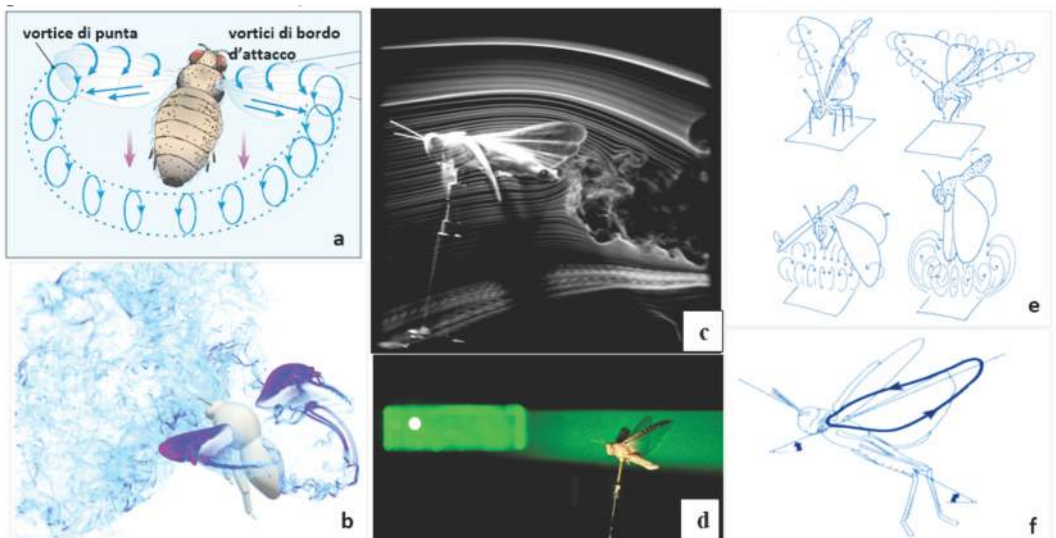 vortice di punta
vortici di bordo
d'attacco
a
b
c
d
e
f